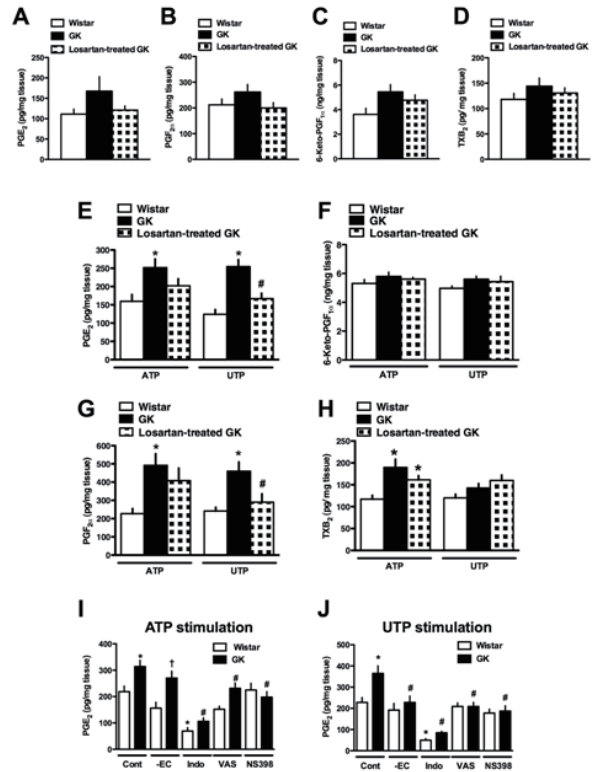 A
Wistar
GK
Losartan-treated GK
PGE2 (pg/mg tissue)
200
150
100
50
0
B
Wistar
GK
Losartan-treated GK
PGF2α (pg/mg tissue)
400
300
200
100
0
C
Wistar
GK
Losartan-treated GK
6-Keto-PGF1α (ng/mg tissue)
8
6
4
2
0
D
Wistar
GK
Losartan-treated GK
TXB2 (pg/ mg tissue)
200
150
100
50
0
E
Wistar
GK
Losartan-treated GK
PGE2 (pg/mg tissue)
300
250
200
150
100
50
0
* * #
ATP UTP
F
Wistar
GK
Losartan-treated GK
6-Keto-PGF1α (ng/mg tissue)
8
6
4
2
0
ATP UTP
G
Wistar
GK
Losartan-treated GK
PGF2α (pg/mg tissue)
600
500
400
300
200
100
0
* * #
ATP UTP
H
Wistar
GK
Losartan-treated GK
TXB2 (pg/ mg tissue)
250
200
150
100
50
0
* *
ATP UTP
I
ATP stimulation
Wistar
GK
PGE2 (pg/mg tissue)
400
300
200
100
0
* † * # # #
Cont -EC Indo VAS NS398
J
UTP stimulation
Wistar
GK
PGE2 (pg/mg tissue)
500
400
300
200
100
0
* # * # # #
Cont -EC Indo VAS NS398